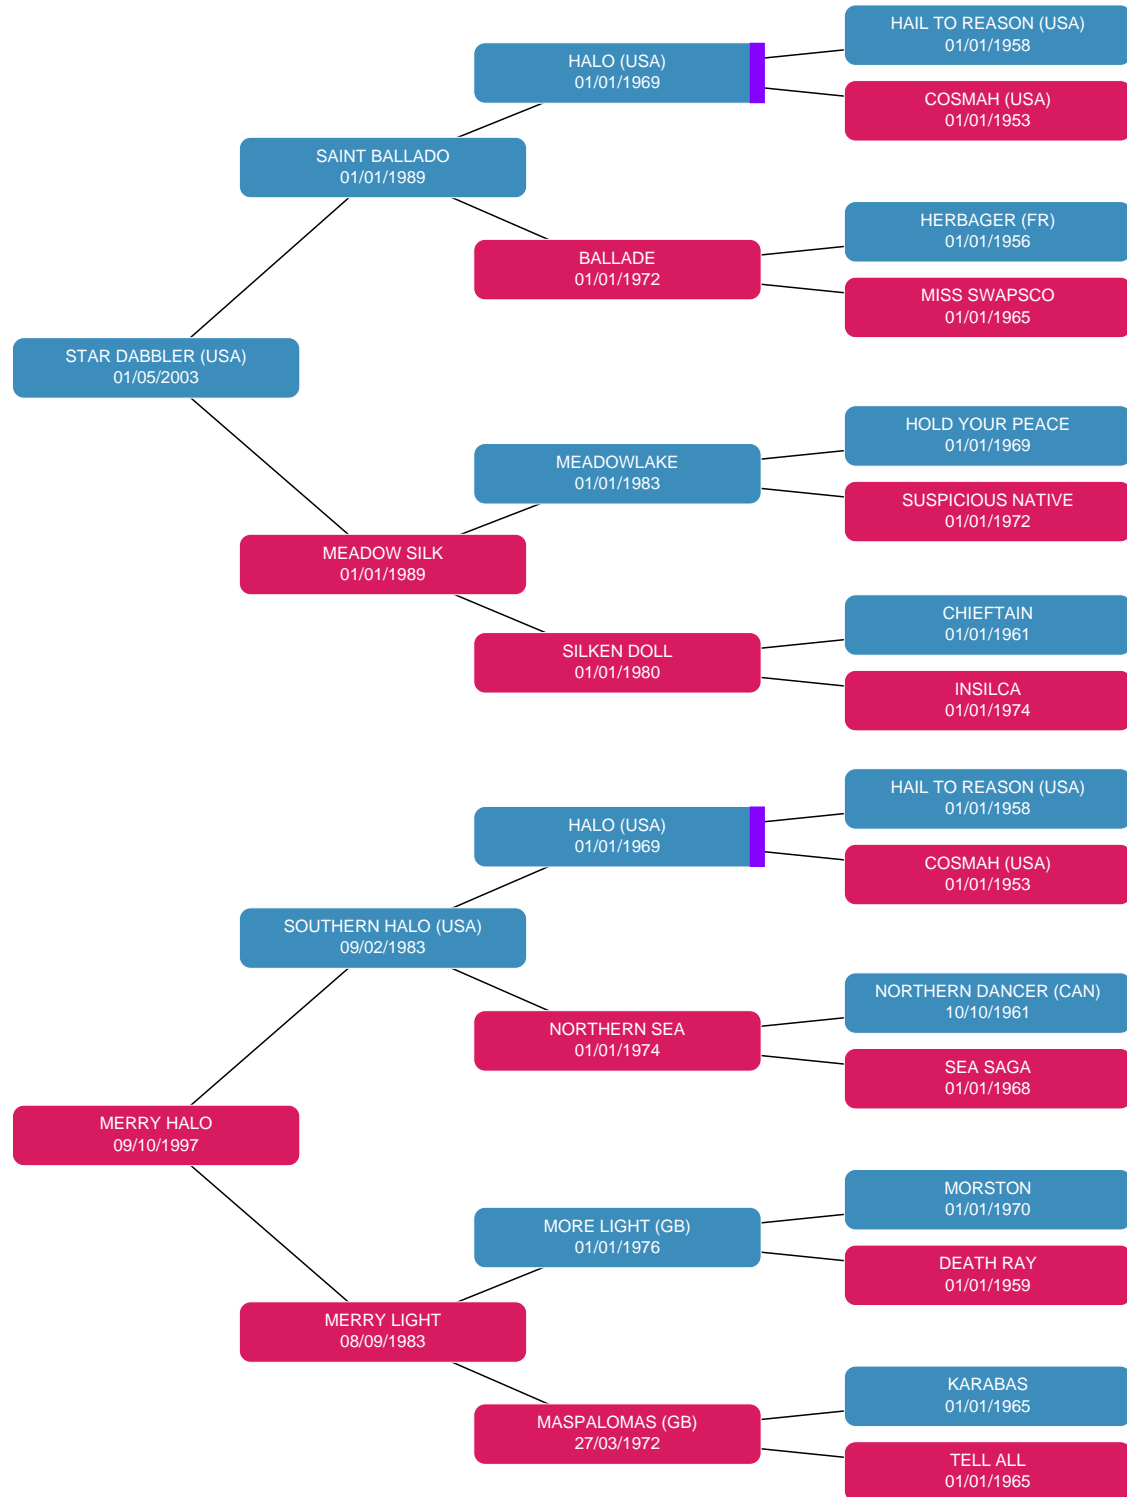 HAIL TO REASON (USA)
01/01/1958
HALO (USA)
01/01/1969
COSMAH (USA)
01/01/1953
SAINT BALLADO
01/01/1989
HERBAGER (FR)
01/01/1956
BALLADE
01/01/1972
MISS SWAPSCO
01/01/1965
STAR DABBLER (USA)
01/05/2003
HOLD YOUR PEACE
01/01/1969
MEADOWLAKE
01/01/1983
SUSPICIOUS NATIVE
01/01/1972
MEADOW SILK
01/01/1989
CHIEFTAIN
01/01/1961
SILKEN DOLL
01/01/1980
INSILCA
01/01/1974
HAIL TO REASON (USA)
01/01/1958
HALO (USA)
01/01/1969
COSMAH (USA)
01/01/1953
SOUTHERN HALO (USA)
09/02/1983
NORTHERN DANCER (CAN)
10/10/1961
NORTHERN SEA
01/01/1974
SEA SAGA
01/01/1968
MERRY HALO
09/10/1997
MORSTON
01/01/1970
MORE LIGHT (GB)
01/01/1976
DEATH RAY
01/01/1959
MERRY LIGHT
08/09/1983
KARABAS
01/01/1965
MASPALOMAS (GB)
27/03/1972
TELL ALL
01/01/1965